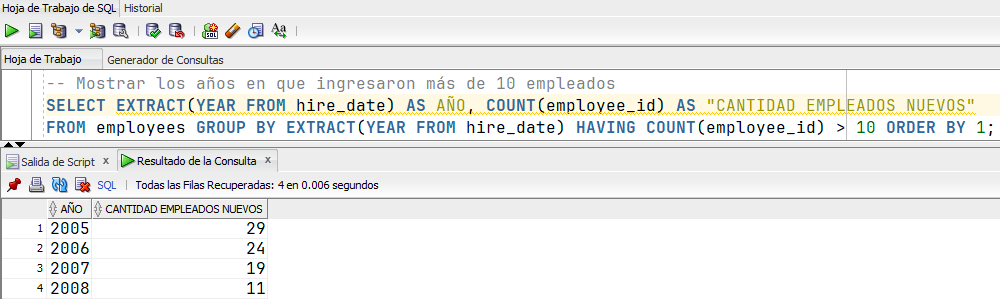 Hoja de Trabajo de SQL Historial
Hoja de Trabajo Generador de Consultas
-- Mostrar los años en que ingresaron más de 10 empleados
SELECT EXTRACT(YEAR FROM hire_date) AS AÑO, COUNT(employee_id) AS "CANTIDAD EMPLEADOS NUEVOS"
FROM employees GROUP BY EXTRACT(YEAR FROM hire_date) HAVING COUNT(employee_id) > 10 ORDER BY 1;
Salida de Script x Resultado de la Consulta x
SQL Todas las Filas Recuperadas: 4 en 0.006 segundos
AÑO CANTIDAD EMPLEADOS NUEVOS
1 2005 29
2 2006 24
3 2007 19
4 2008 11